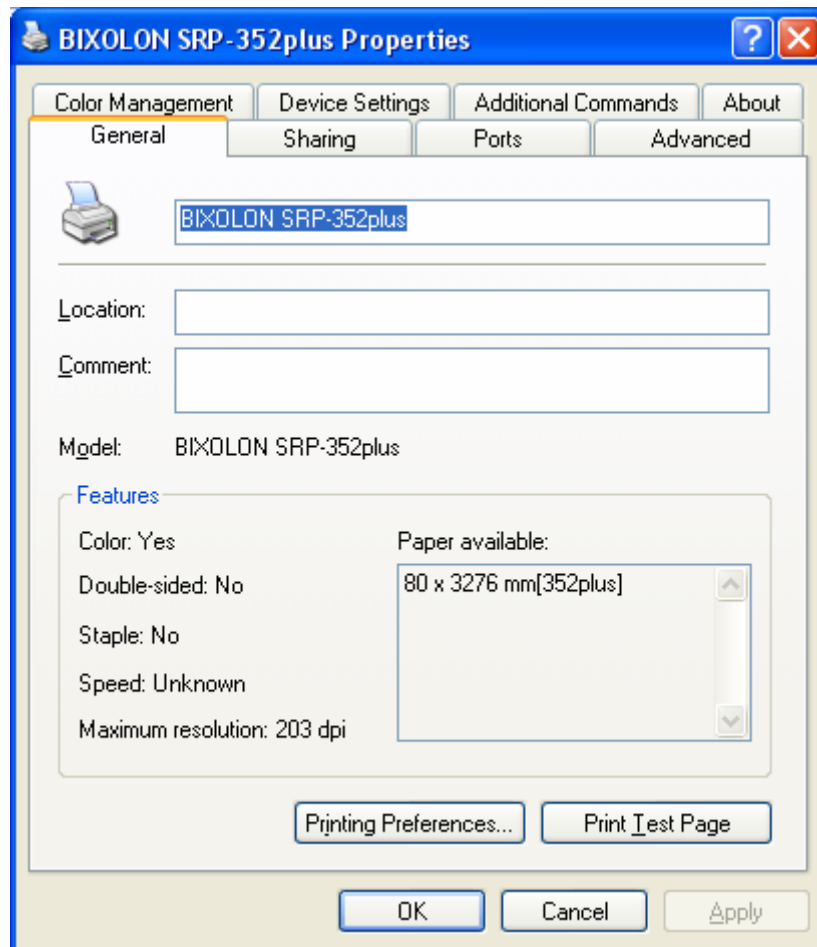 BIXOLON SRP-352plus Properties
Color Management Device Settings Additional Commands About
General Sharing Ports Advanced
BIXOLON SRP-352plus
Location:
Comment:
Model: BIXOLON SRP-352plus
Features
Color: Yes Paper available:
Double-sided: No 80 x 3276 mm[352plus]
Staple: No
Speed: Unknown
Maximum resolution: 203 dpi
Printing Preferences... Print Test Page
OK Cancel Apply